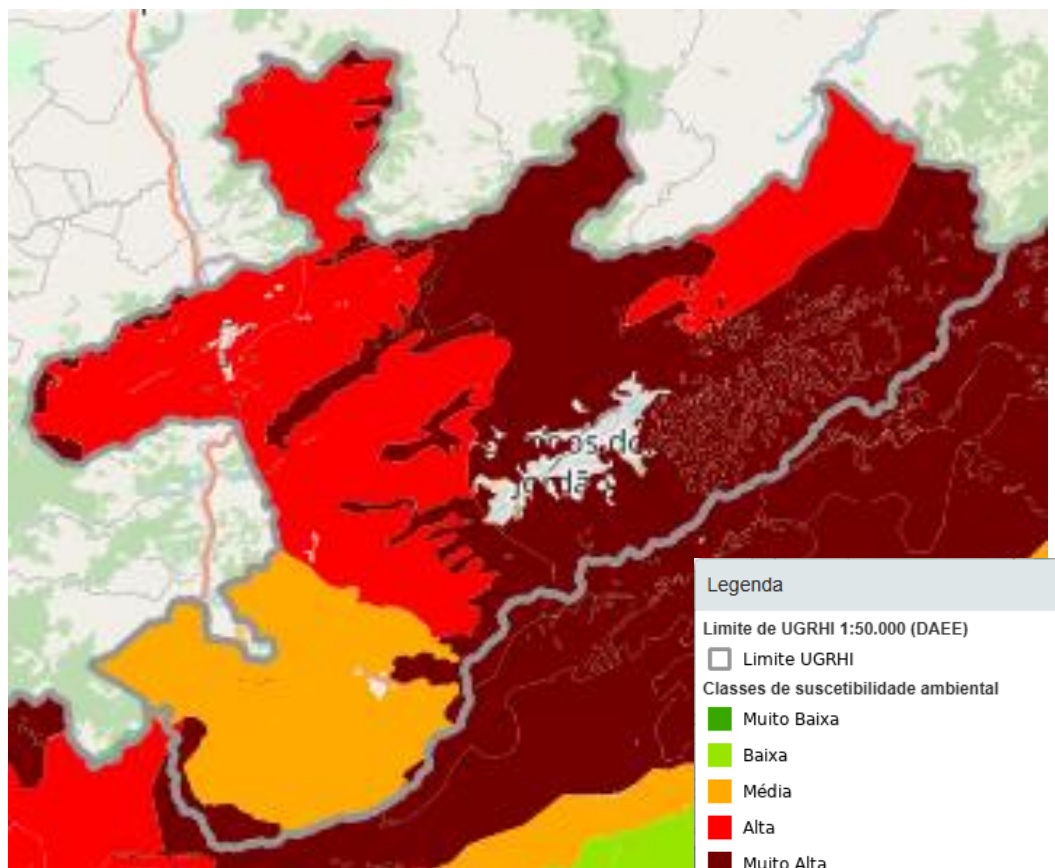 Legenda
Limite de UGRHI 1:50.000 (DAEE)
Limite UGRHI
Classes de suscetibilidade ambiental
Muito Baixa
Baixa
Média
Alta
Muito Alta